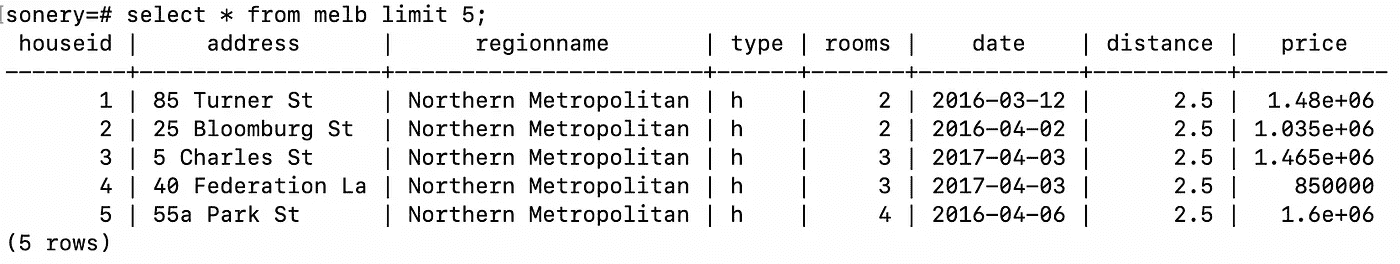 [sonery=# select * from melb limit 5;
 houseid |     address      |      regionname       | type | rooms |    date    | distance |   price
---------+------------------+-----------------------+------+-------+------------+----------+-----------
       1 | 85 Turner St     | Northern Metropolitan | h    |     2 | 2016-03-12 |      2.5 |  1.48e+06
       2 | 25 Bloomburg St  | Northern Metropolitan | h    |     2 | 2016-04-02 |      2.5 | 1.035e+06
       3 | 5 Charles St     | Northern Metropolitan | h    |     3 | 2017-04-03 |      2.5 | 1.465e+06
       4 | 40 Federation La | Northern Metropolitan | h    |     3 | 2017-04-03 |      2.5 |    850000
       5 | 55a Park St      | Northern Metropolitan | h    |     4 | 2016-04-06 |      2.5 |   1.6e+06
(5 rows)